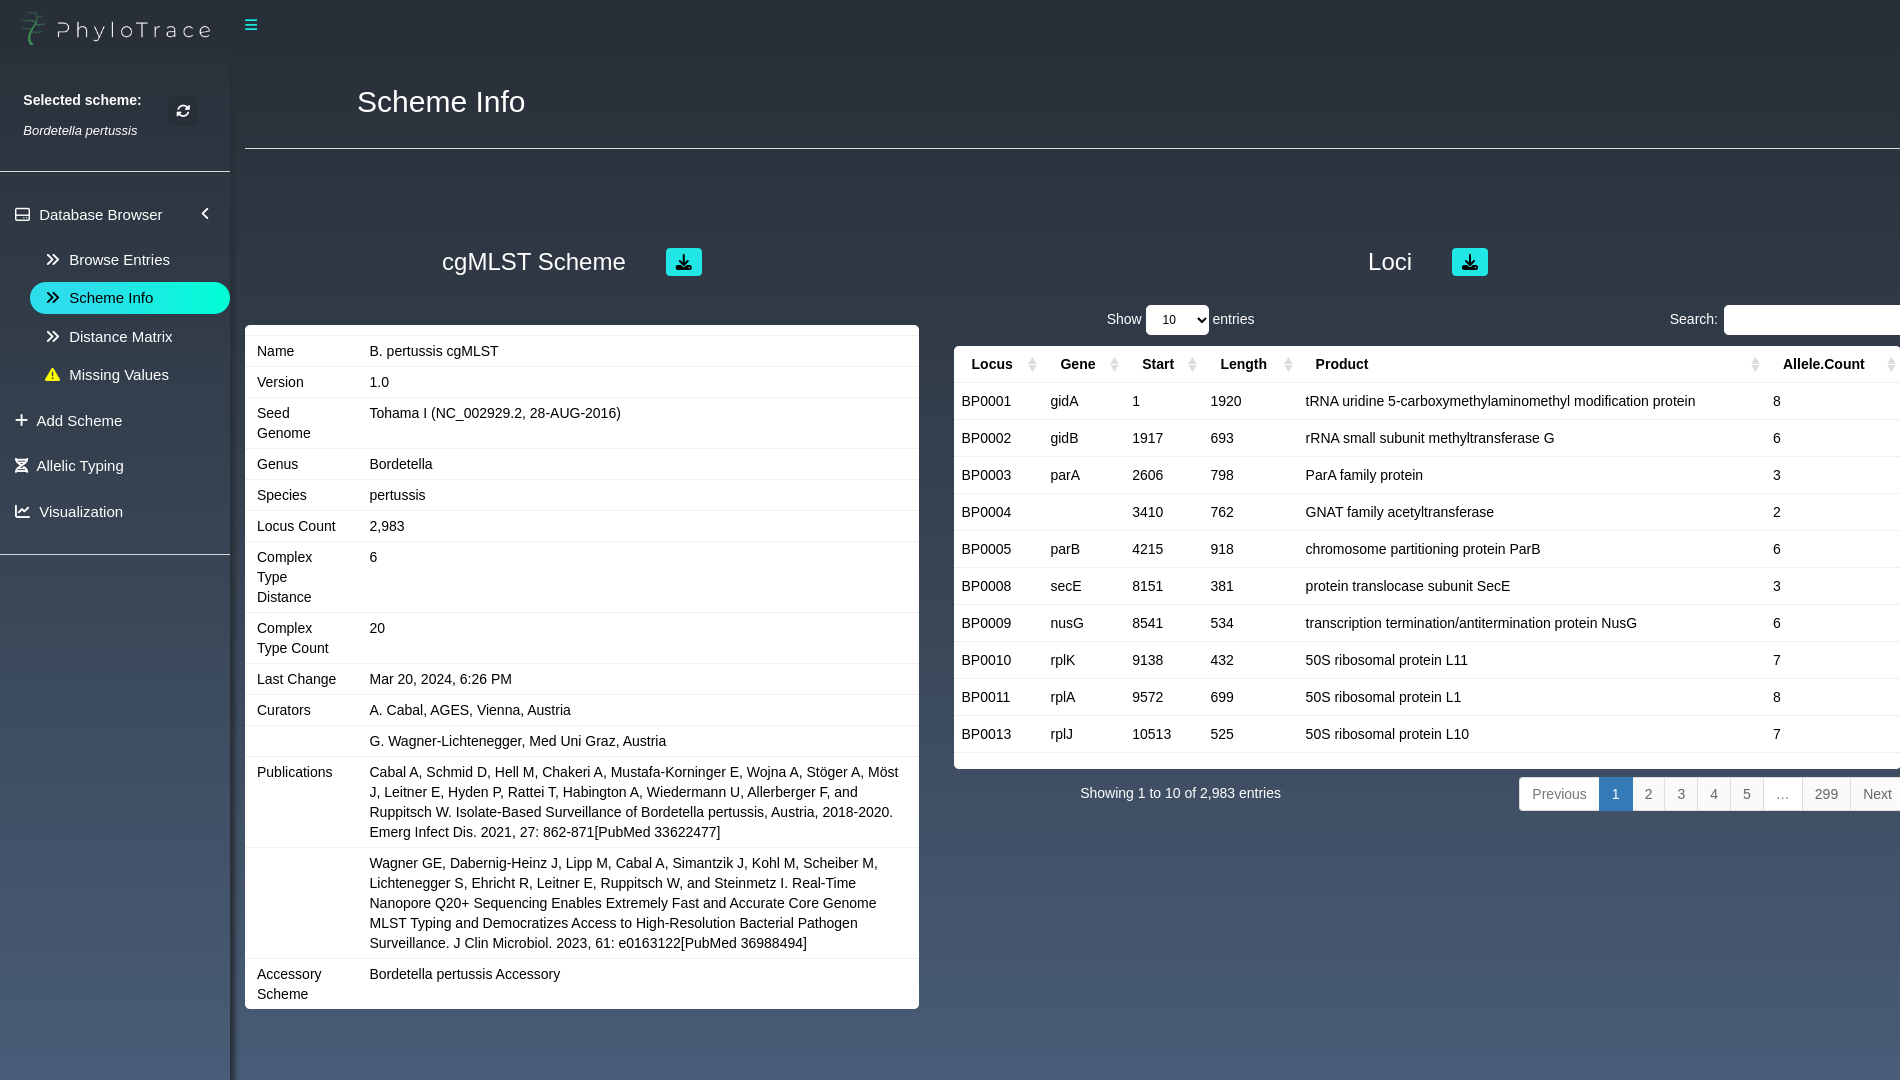 PhyloTrace
Selected scheme:
Bordetella pertussis
Database Browser
Browse Entries
Scheme Info
Distance Matrix
Missing Values
Add Scheme
Allelic Typing
Visualization
Scheme Info
cgMLST Scheme
Name B. pertussis cgMLST
Version 1.0
Seed Tohama I (NC_002929.2, 28-AUG-2016)
Genome
Genus Bordetella
Species pertussis
Locus Count 2,983
Complex 6
Type
Distance
Complex 20
Type Count
Last Change Mar 20, 2024, 6:26 PM
Curators A. Cabal, AGES, Vienna, Austria
G. Wagner-Lichtenegger, Med Uni Graz, Austria
Publications Cabal A, Schmid D, Hell M, Chakeri A, Mustafa-Korninger E, Wojna A, Stöger A, Möst
J, Leitner E, Hyden P, Rattei T, Habington A, Wiedermann U, Allerberger F, and
Ruppitsch W. Isolate-Based Surveillance of Bordetella pertussis, Austria, 2018-2020.
Emerg Infect Dis. 2021, 27: 862-871[PubMed 33622477]
Wagner GE, Dabernig-Heinz J, Lipp M, Cabal A, Simantzik J, Kohl M, Scheiber M,
Lichtenegger S, Ehricht R, Leitner E, Ruppitsch W, and Steinmetz I. Real-Time
Nanopore Q20+ Sequencing Enables Extremely Fast and Accurate Core Genome
MLST Typing and Democratizes Access to High-Resolution Bacterial Pathogen
Surveillance. J Clin Microbiol. 2023, 61: e0163122[PubMed 36988494]
Accessory Bordetella pertussis Accessory
Scheme
Loci
Show 10 entries Search:
Locus Gene Start Length Product Allele.Count
BP0001 gidA 1 1920 tRNA uridine 5-carboxymethylaminomethyl modification protein 8
BP0002 gidB 1917 693 rRNA small subunit methyltransferase G 6
BP0003 parA 2606 798 ParA family protein 3
BP0004 3410 762 GNAT family acetyltransferase 2
BP0005 parB 4215 918 chromosome partitioning protein ParB 6
BP0008 secE 8151 381 protein translocase subunit SecE 3
BP0009 nusG 8541 534 transcription termination/antitermination protein NusG 6
BP0010 rplK 9138 432 50S ribosomal protein L11 7
BP0011 rplA 9572 699 50S ribosomal protein L1 8
BP0013 rplJ 10513 525 50S ribosomal protein L10 7
Showing 1 to 10 of 2,983 entries Previous 1 2 3 4 5 … 299 Next